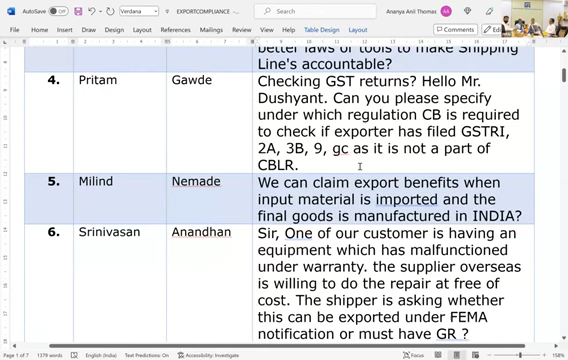 AutoSave Off
EXPORTCOMPLIANCE -...
Ananya Anil Thomas AA
File Home Insert Draw Design Layout References Mailings Review View Help Table Design Layout
Comments
better laws or tools to make Shipping
Line's accountable?
4. Pritam Gawde Checking GST returns? Hello Mr.
Dushyant. Can you please specify
under which regulation CB is required
to check if exporter has filed GSTRI,
2A, 3B, 9, gc as it is not a part of
CBLR.
5. Milind Nemade We can claim export benefits when
input material is imported and the
final goods is manufactured in INDIA?
6. Srinivasan Anandhan Sir, One of our customer is having an
equipment which has malfunctioned
under warranty. the supplier overseas
is willing to do the repair at free of
cost. The shipper is asking whether
this can be exported under FEMA
notification or must have GR ?
Page 1 of 7 1379 words English (India) Text Predictions: On Accessibility: Investigate Focus 158%